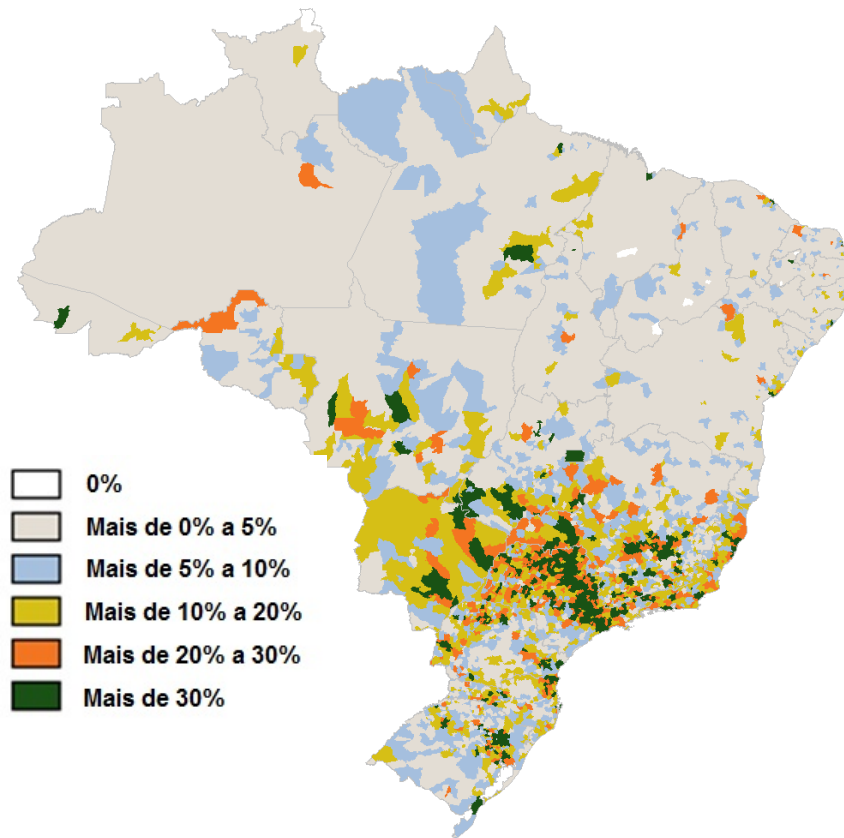 0%
Mais de 0% a 5%
Mais de 5% a 10%
Mais de 10% a 20%
Mais de 20% a 30%
Mais de 30%